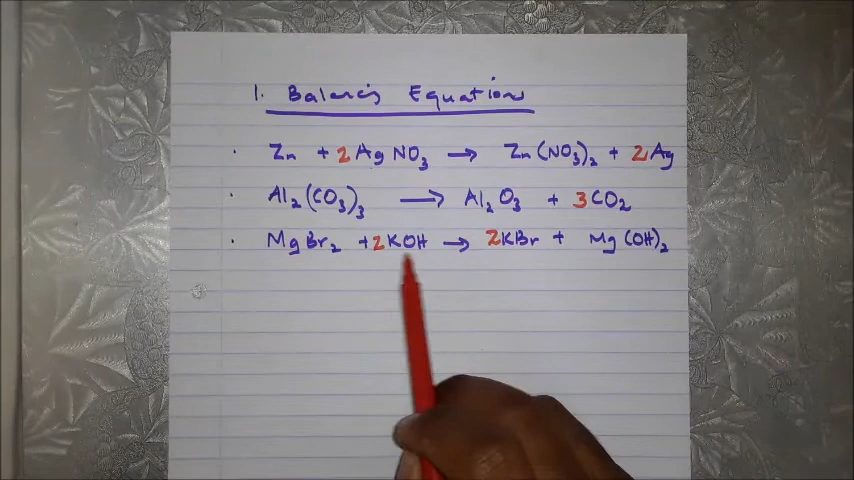 1. Balancis Equation
· Zn + 2AgNO₃ → Zn(NO₃)₂ + 2Ag
· Al₂(CO₃)₃ → Al₂O₃ + 3CO₂
· MgBr₂ + 2KOH → 2KBr + Mg(OH)₂